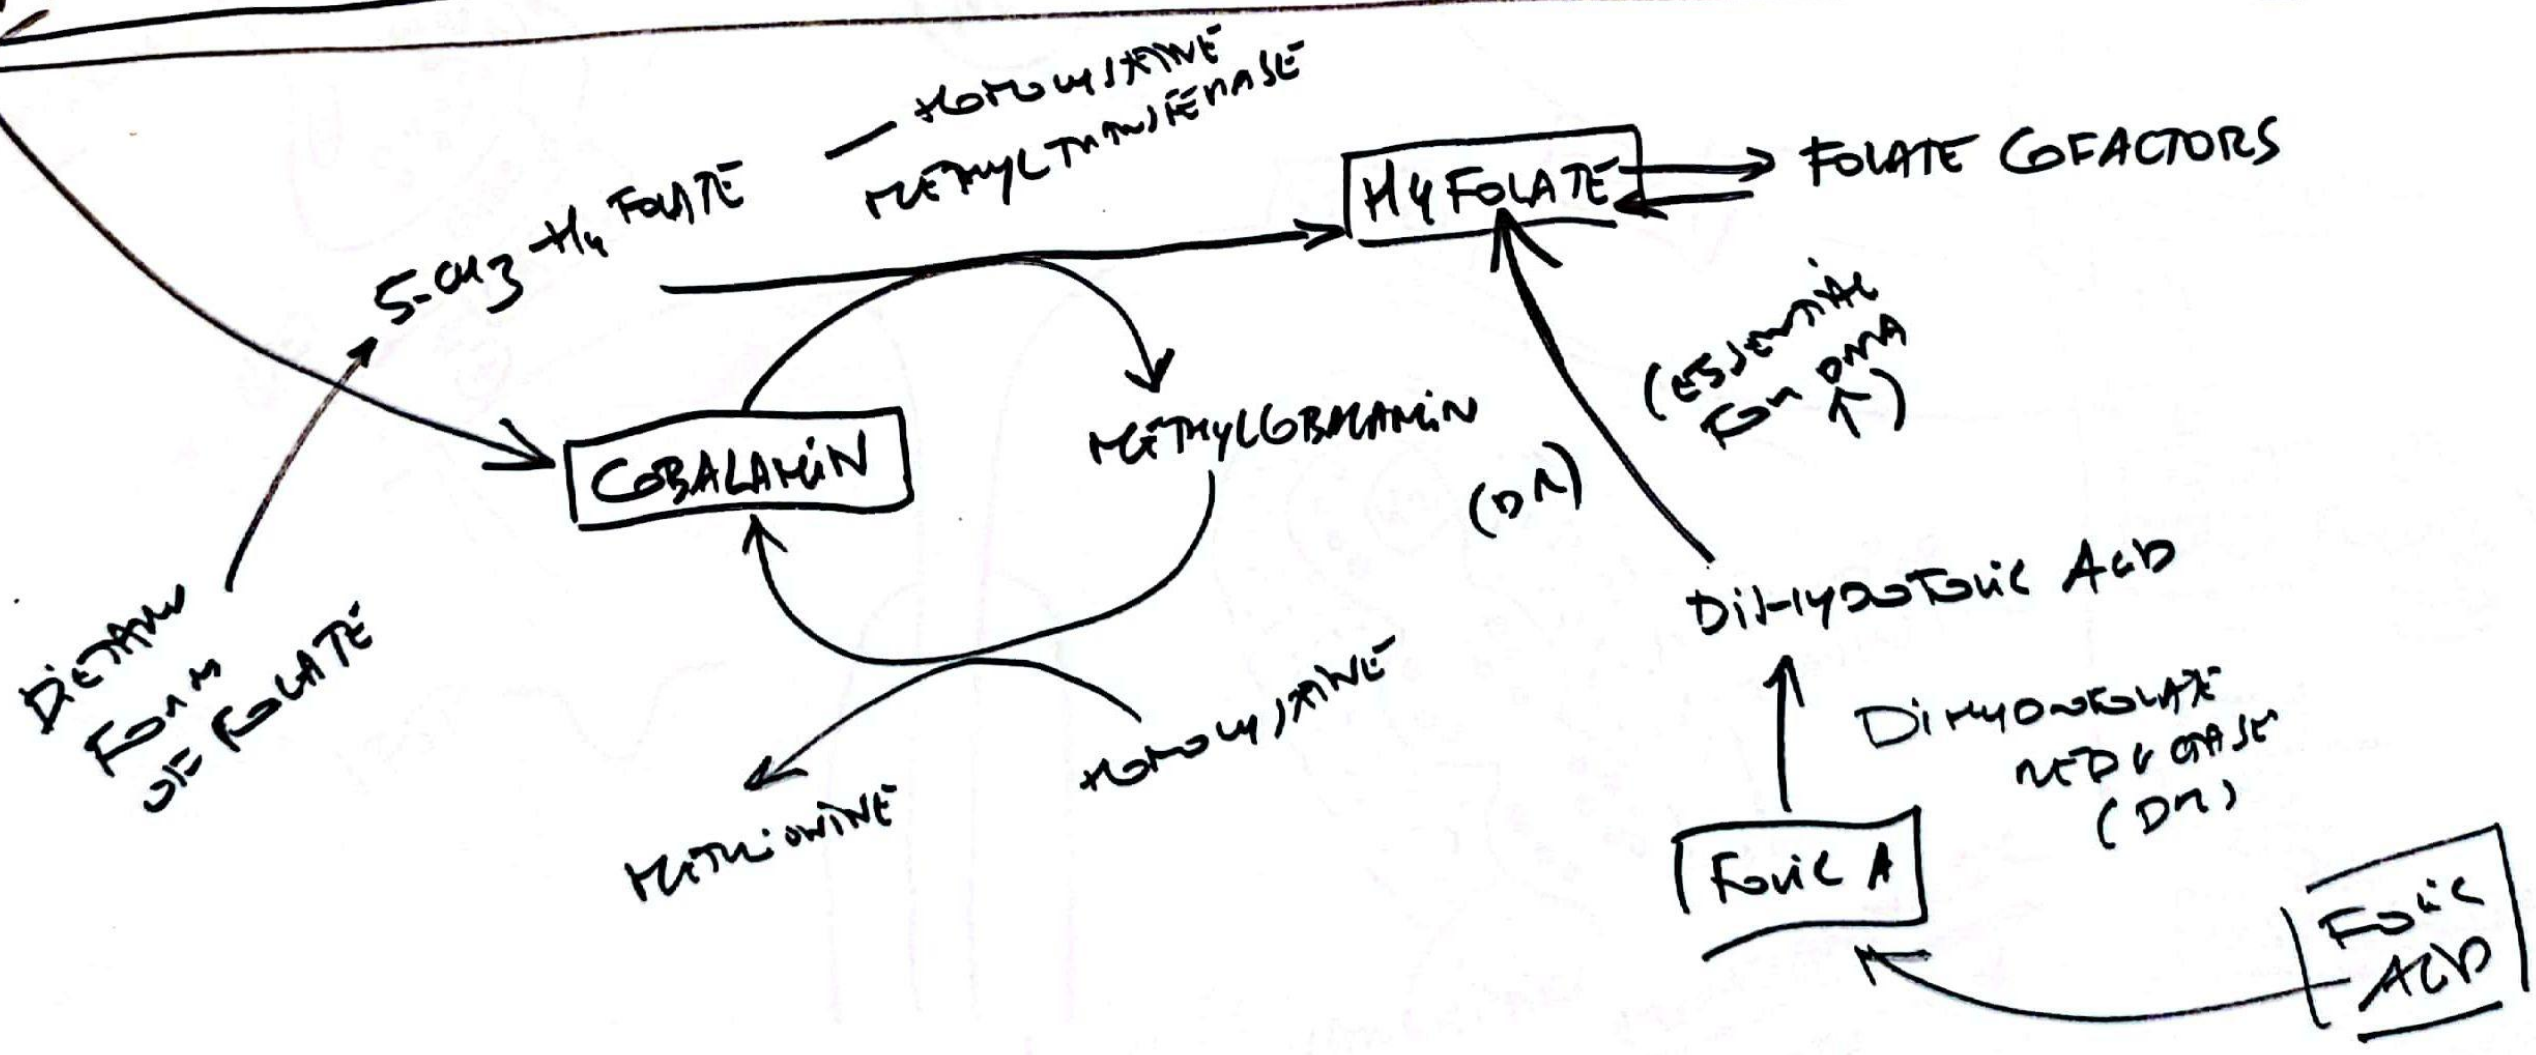 HOMOCYSTEINE
METHYLTRANSFERASE
5-CH3-H4 FOLATE
H4 FOLATE
FOLATE COFACTORS
COBALAMIN
METHYLCOBALAMIN
(ESSENTIAL
FOR DNA
↑)
(DR)
DIETARY
FORM
OF FOLATE
DIHYDROFOLIC ACID
METHIONINE
HOMOCYSTEINE
DIHYDROFOLATE
REDUCTASE
(DR)
FOLIC A
FOLIC
ACID